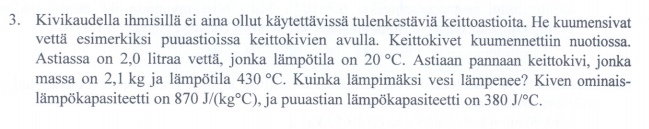 3. Kivikaudella ihmisillä ei aina ollut käytettävissä tulenkestäviä keittoastioita. He kuumensivat
vettä esimerkiksi puuastioissa keittokivien avulla. Keittokivet kuumennettiin nuotiossa.
Astiassa on 2,0 litraa vettä, jonka lämpötila on 20 °C. Astiaan pannaan keittokivi, jonka
massa on 2,1 kg ja lämpötila 430 °C. Kuinka lämpimäksi vesi lämpenee? Kiven ominais-
lämpökapasiteetti on 870 J/(kg°C), ja puuastian lämpökapasiteetti on 380 J/°C.